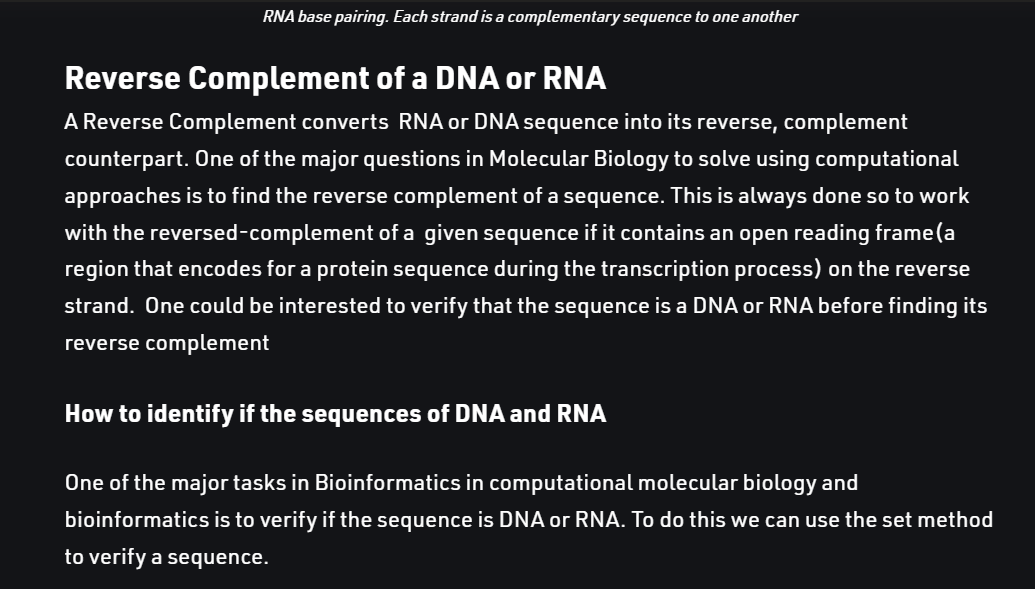 RNA base pairing. Each strand is a complementary sequence to one another
Reverse Complement of a DNA or RNA
A Reverse Complement converts  RNA or DNA sequence into its reverse, complement
counterpart. One of the major questions in Molecular Biology to solve using computational
approaches is to find the reverse complement of a sequence. This is always done so to work
with the reversed-complement of a  given sequence if it contains an open reading frame(a
region that encodes for a protein sequence during the transcription process) on the reverse
strand.  One could be interested to verify that the sequence is a DNA or RNA before finding its
reverse complement
How to identify if the sequences of DNA and RNA
One of the major tasks in Bioinformatics in computational molecular biology and
bioinformatics is to verify if the sequence is DNA or RNA. To do this we can use the set method
to verify a sequence.